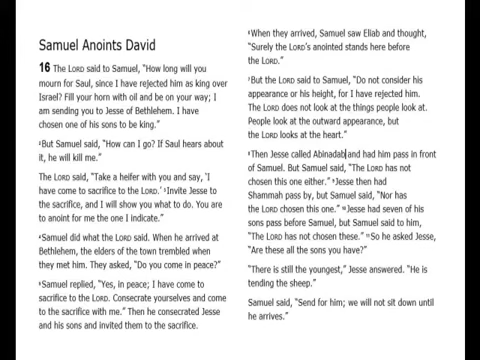 Samuel Anoints David
16 The LORD said to Samuel, “How long will you
mourn for Saul, since I have rejected him as king over
Israel? Fill your horn with oil and be on your way; I
am sending you to Jesse of Bethlehem. I have
chosen one of his sons to be king.”
2 But Samuel said, “How can I go? If Saul hears about
it, he will kill me.”
The LORD said, “Take a heifer with you and say, ‘I
have come to sacrifice to the LORD.’ 3 Invite Jesse to
the sacrifice, and I will show you what to do. You are
to anoint for me the one I indicate.”
4 Samuel did what the LORD said. When he arrived at
Bethlehem, the elders of the town trembled when
they met him. They asked, “Do you come in peace?”
5 Samuel replied, “Yes, in peace; I have come to
sacrifice to the LORD. Consecrate yourselves and come
to the sacrifice with me.” Then he consecrated Jesse
and his sons and invited them to the sacrifice.
6 When they arrived, Samuel saw Eliab and thought,
“Surely the LORD’s anointed stands here before
the LORD.”
7 But the LORD said to Samuel, “Do not consider his
appearance or his height, for I have rejected him.
The LORD does not look at the things people look at.
People look at the outward appearance, but
the LORD looks at the heart.”
8 Then Jesse called Abinadab and had him pass in front
of Samuel. But Samuel said, “The LORD has not
chosen this one either.” 9 Jesse then had
Shammah pass by, but Samuel said, “Nor has
the LORD chosen this one.” 10 Jesse had seven of his
sons pass before Samuel, but Samuel said to him,
“The LORD has not chosen these.” 11 So he asked Jesse,
“Are these all the sons you have?”
“There is still the youngest,” Jesse answered. “He is
tending the sheep.”
Samuel said, “Send for him; we will not sit down until
he arrives.”